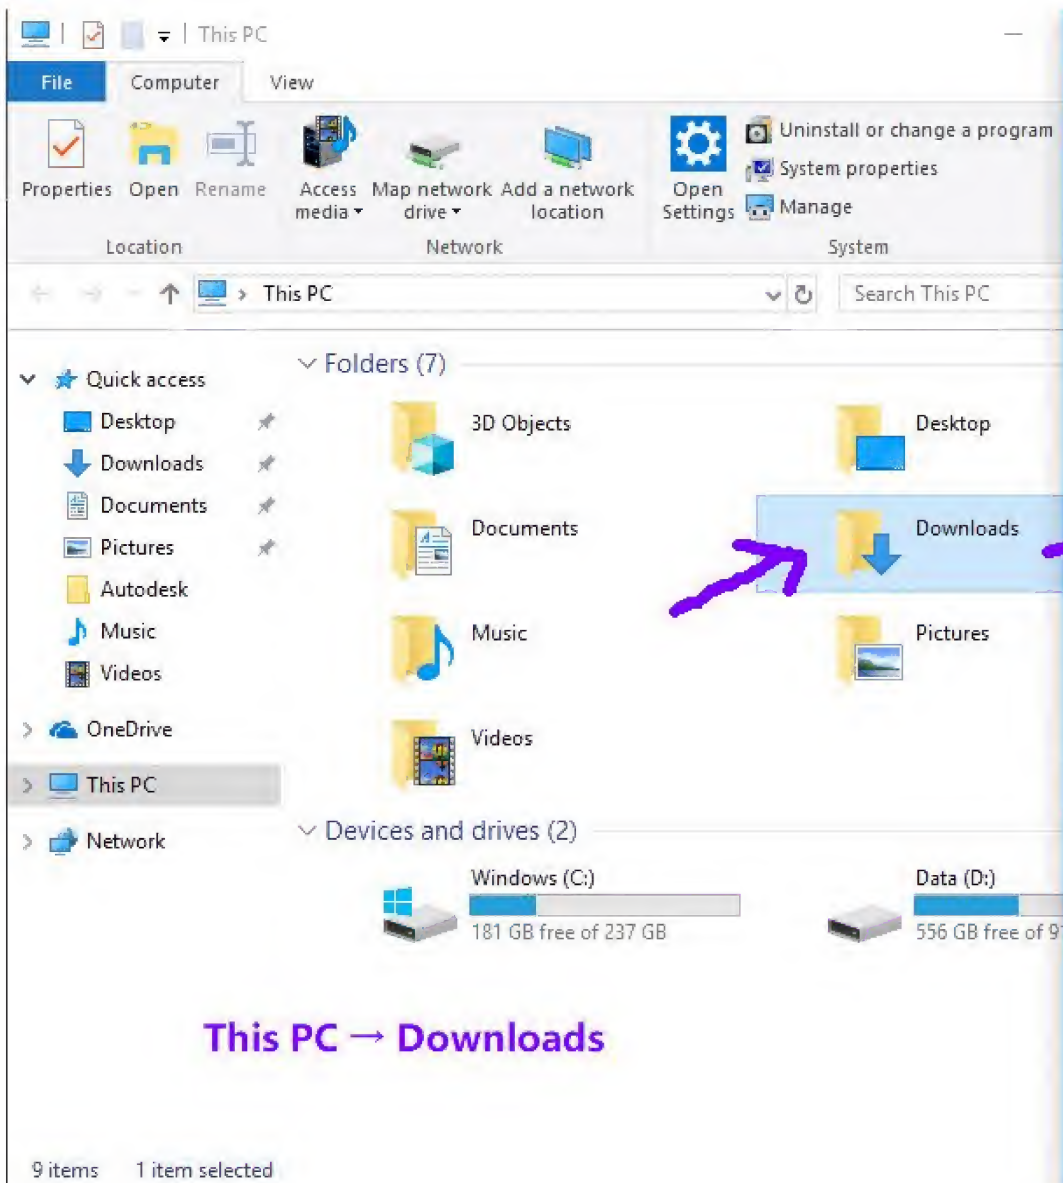 This PC
File Computer View
Uninstall or change a program
System properties
Manage
Properties Open Rename Access media Map network drive Add a network location Open Settings
Location Network System
This PC Search This PC
Quick access
Desktop
Downloads
Documents
Pictures
Autodesk
Music
Videos
OneDrive
This PC
Network
Folders (7)
3D Objects Desktop
Documents Downloads
Music Pictures
Videos
Devices and drives (2)
Windows (C:) Data (D:)
181 GB free of 237 GB 556 GB free of
This PC → Downloads
9 items 1 item selected